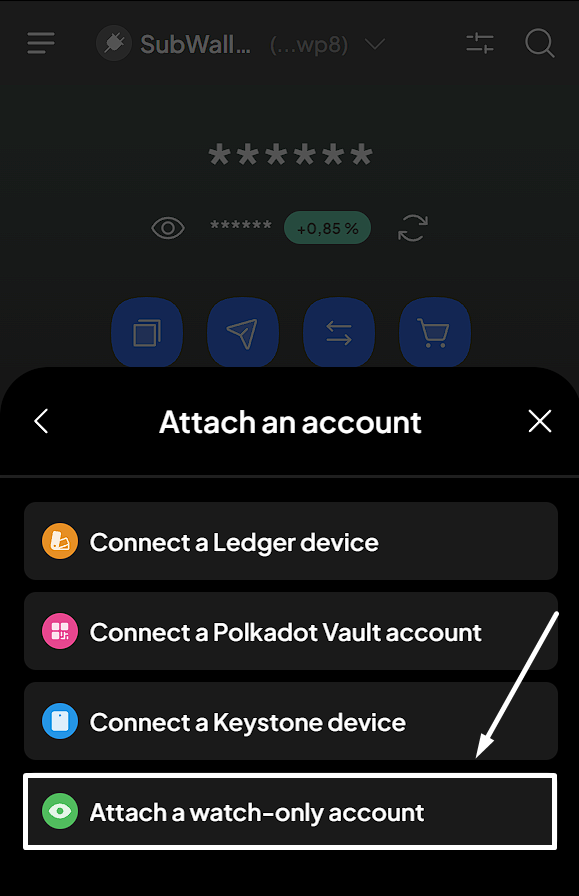 SubWall... (...wp8)
******
****** +0,85 %
Attach an account
Connect a Ledger device
Connect a Polkadot Vault account
Connect a Keystone device
Attach a watch-only account